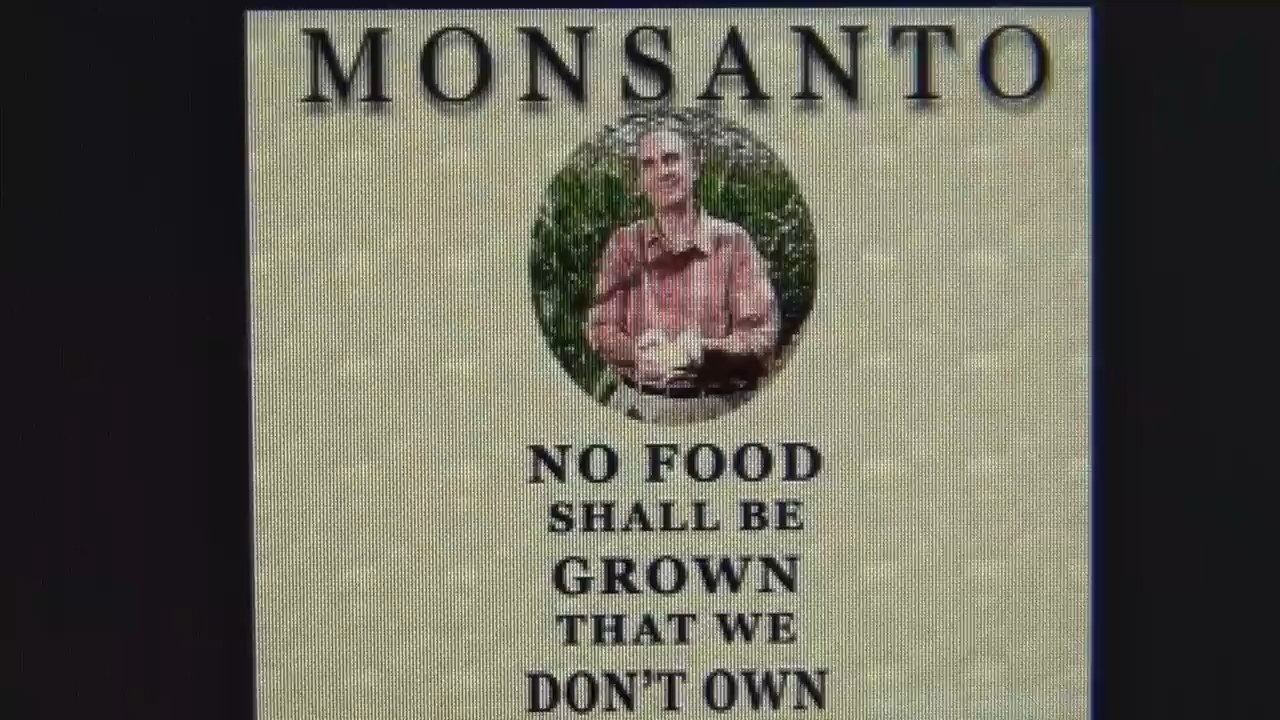 MONSANTO
NO FOOD
SHALL BE
GROWN
THAT WE
DON'T OWN